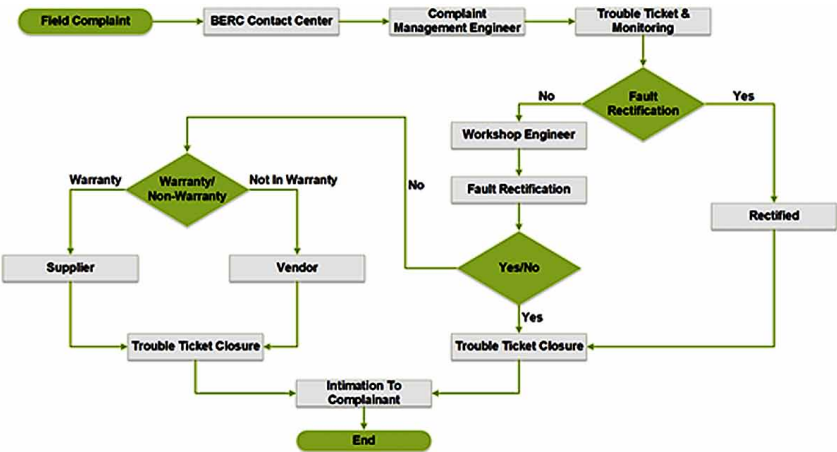 Field Complaint
BERC Contact Center
Complaint
Management Engineer
Trouble Ticket &
Monitoring
Fault
Rectification
No
Yes
Workshop Engineer
Fault Rectification
Warranty/
Non-Warranty
Warranty
Not In Warranty
No
Rectified
Supplier
Vendor
Yes/No
Yes
Trouble Ticket Closure
Trouble Ticket Closure
Intimation To
Complainant
End